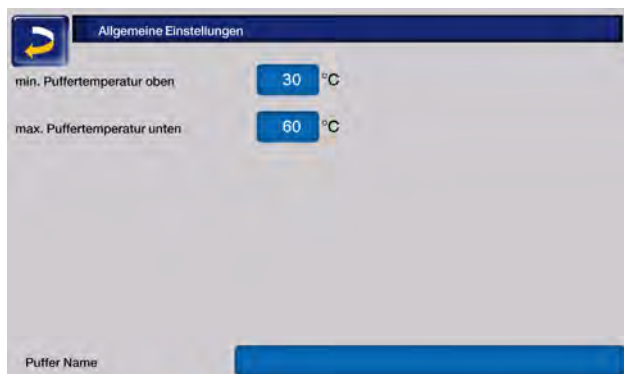 Allgemeine Einstellungen
min. Puffertemperatur oben 30 °C
max. Puffertemperatur unten 60 °C
Puffer Name